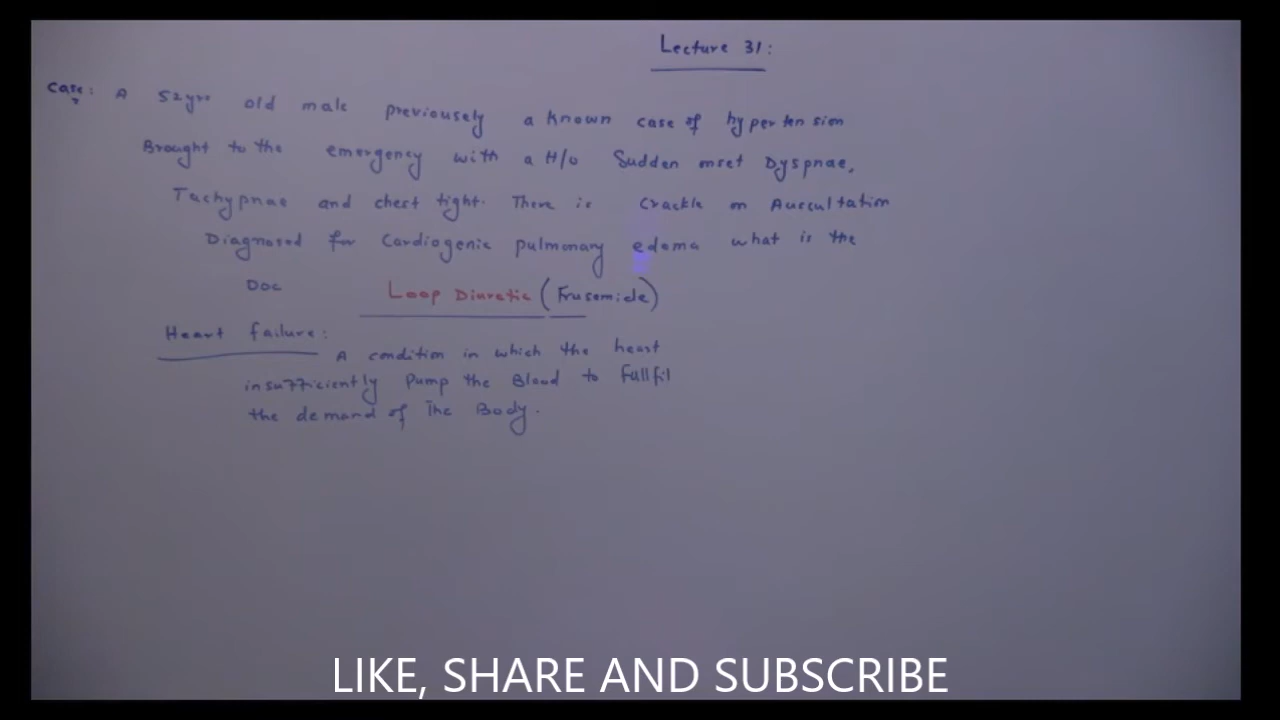 Lecture 31:
Case: A 52yrs old male previousely a known case of hypertension
Brought to the emergency with a H/o Sudden onset Dyspnae,
Tachypnae and chest tight. There is crackle on Auscultation
Diagnosed for Cardiogenic pulmonary edema what is the
Doc Loop Diuretic (Frusemide)
Heart failure:
A condition in which the heart
insufficiently pump the Blood to fullfil
the demand of The Body.
LIKE, SHARE AND SUBSCRIBE